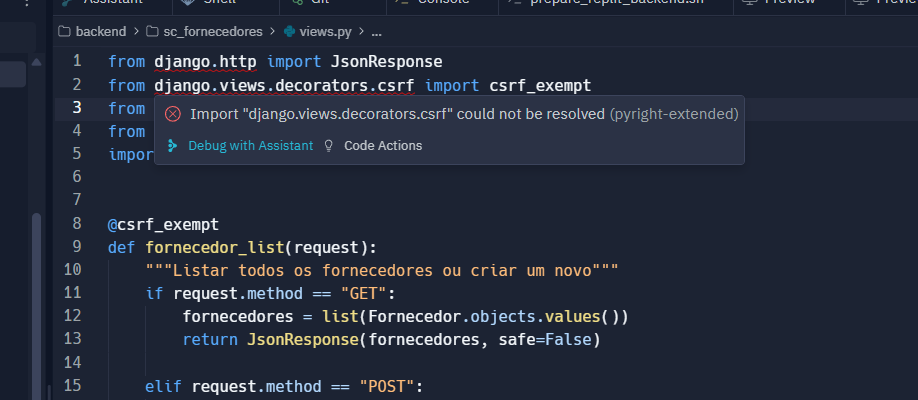 Assistant Shell Git Console prepare_replit_backend.sh Preview Previe
backend > sc_fornecedores > views.py > ...
1 from django.http import JsonResponse
2 from django.views.decorators.csrf import csrf_exempt
3 from
Import "django.views.decorators.csrf" could not be resolved (pyright-extended)
4 from
Debug with Assistant Code Actions
5 impor
6
7
8 @csrf_exempt
9 def fornecedor_list(request):
10 """Listar todos os fornecedores ou criar um novo"""
11 if request.method == "GET":
12 fornecedores = list(Fornecedor.objects.values())
13 return JsonResponse(fornecedores, safe=False)
14
15 elif request.method == "POST":